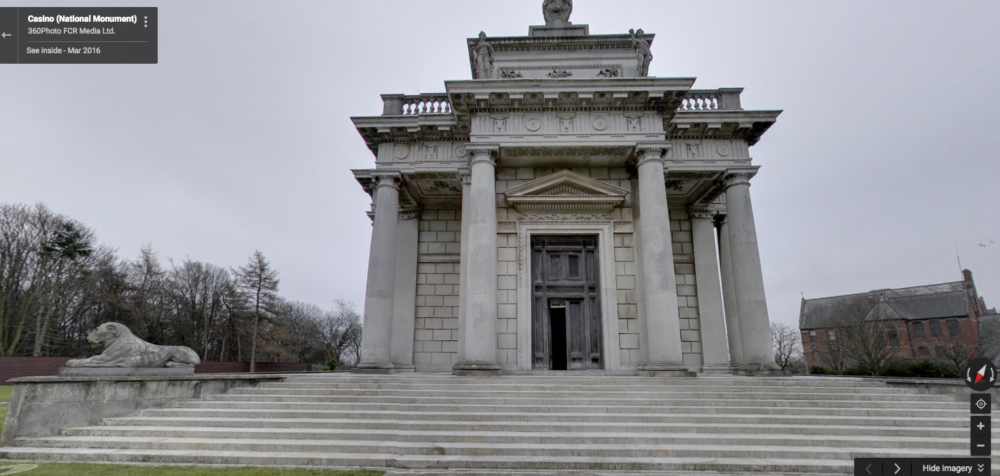 Casino (National Monument)
360Photo FCR Media Ltd.
See inside - Mar 2016
Hide imagery